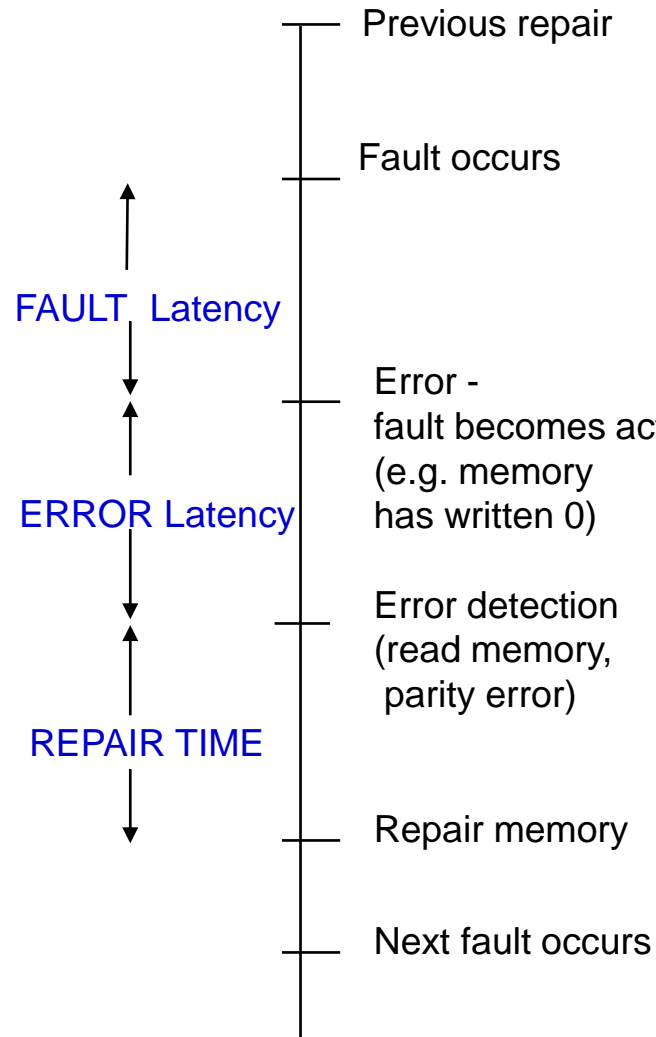 Previous repair
Fault occurs
FAULT Latency
Error -
fault becomes act
(e.g. memory
has written 0)
ERROR Latency
Error detection
(read memory,
parity error)
REPAIR TIME
Repair memory
Next fault occurs